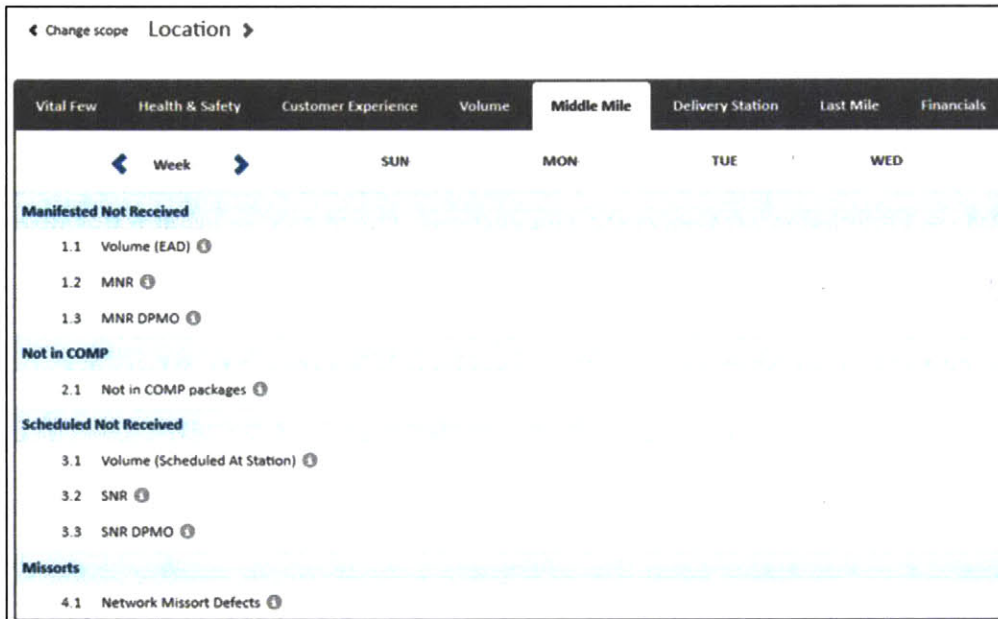 Change scope Location
Vital Few Health & Safety Customer Experience Volume Middle Mile Delivery Station Last Mile Financials
Week SUN MON TUE WED
Manifested Not Received
1.1 Volume (EAD)
1.2 MNR
1.3 MNR DPMO
Not in COMP
2.1 Not in COMP packages
Scheduled Not Received
3.1 Volume (Scheduled At Station)
3.2 SNR
3.3 SNR DPMO
Missorts
4.1 Network Missort Defects